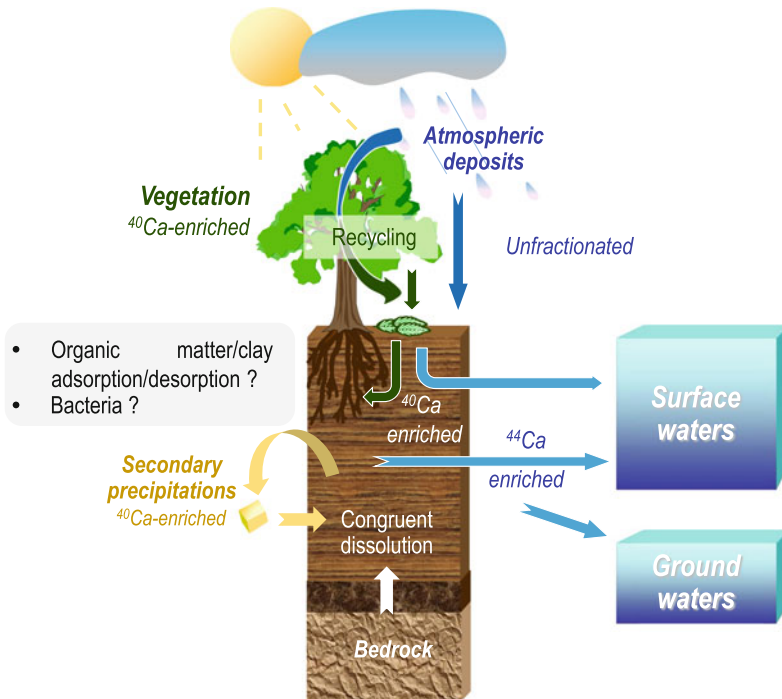 Atmospheric
deposits
Vegetation
⁴⁰Ca-enriched
Recycling
Unfractionated
• Organic matter/clay
adsorption/desorption ?
• Bacteria ?
⁴⁰Ca
enriched
⁴⁴Ca
enriched
Surface
waters
Secondary
precipitations
⁴⁰Ca-enriched
Congruent
dissolution
Ground
waters
Bedrock